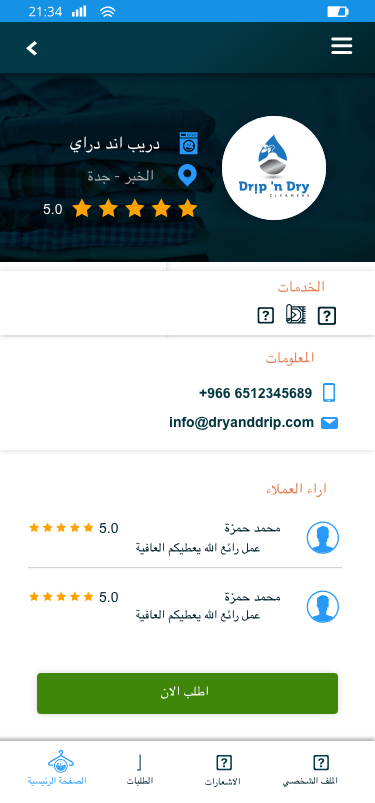 21:34
دريب اند دراي
الخبر - جدة
5.0
Drip 'n Dry
CLEANERS
الخدمات
المعلومات
+966 6512345689
info@dryanddrip.com
اراء العملاء
محمد حمزة
5.0
عمل رائع الله يعطيكم العافية
محمد حمزة
5.0
عمل رائع الله يعطيكم العافية
اطلب الان
الملف الشخصي
الاشعارات
الطلبات
الصفحة الرئيسية